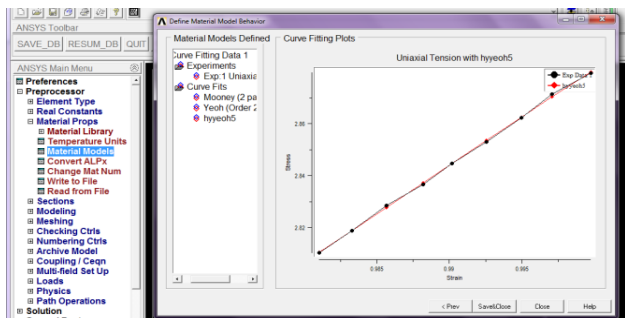 ANSYS Toolbar
SAVE_DB RESUM_DB QUIT
ANSYS Main Menu
Preferences
Preprocessor
Element Type
Real Constants
Material Props
Material Library
Temperature Units
Material Models
Convert ALPx
Change Mat Num
Write to File
Read from File
Sections
Modeling
Meshing
Checking Ctrls
Numbering Ctrls
Archive Model
Coupling / Ceqn
Multi-field Set Up
Loads
Physics
Path Operations
Solution
Define Material Model Behavior
Material Models Defined
Curve Fitting Data 1
Experiments
Exp:1 Uniaxia
Curve Fits
Mooney (2 pa
Yeoh (Order 2
hyyeoh5
Curve Fitting Plots
Uniaxial Tension with hyyeoh5
Exp Data 1
hyyeoh5
Stress
2.86
2.84
2.82
0.985 0.99 0.995
Strain
< Prev Save&Close Close Help